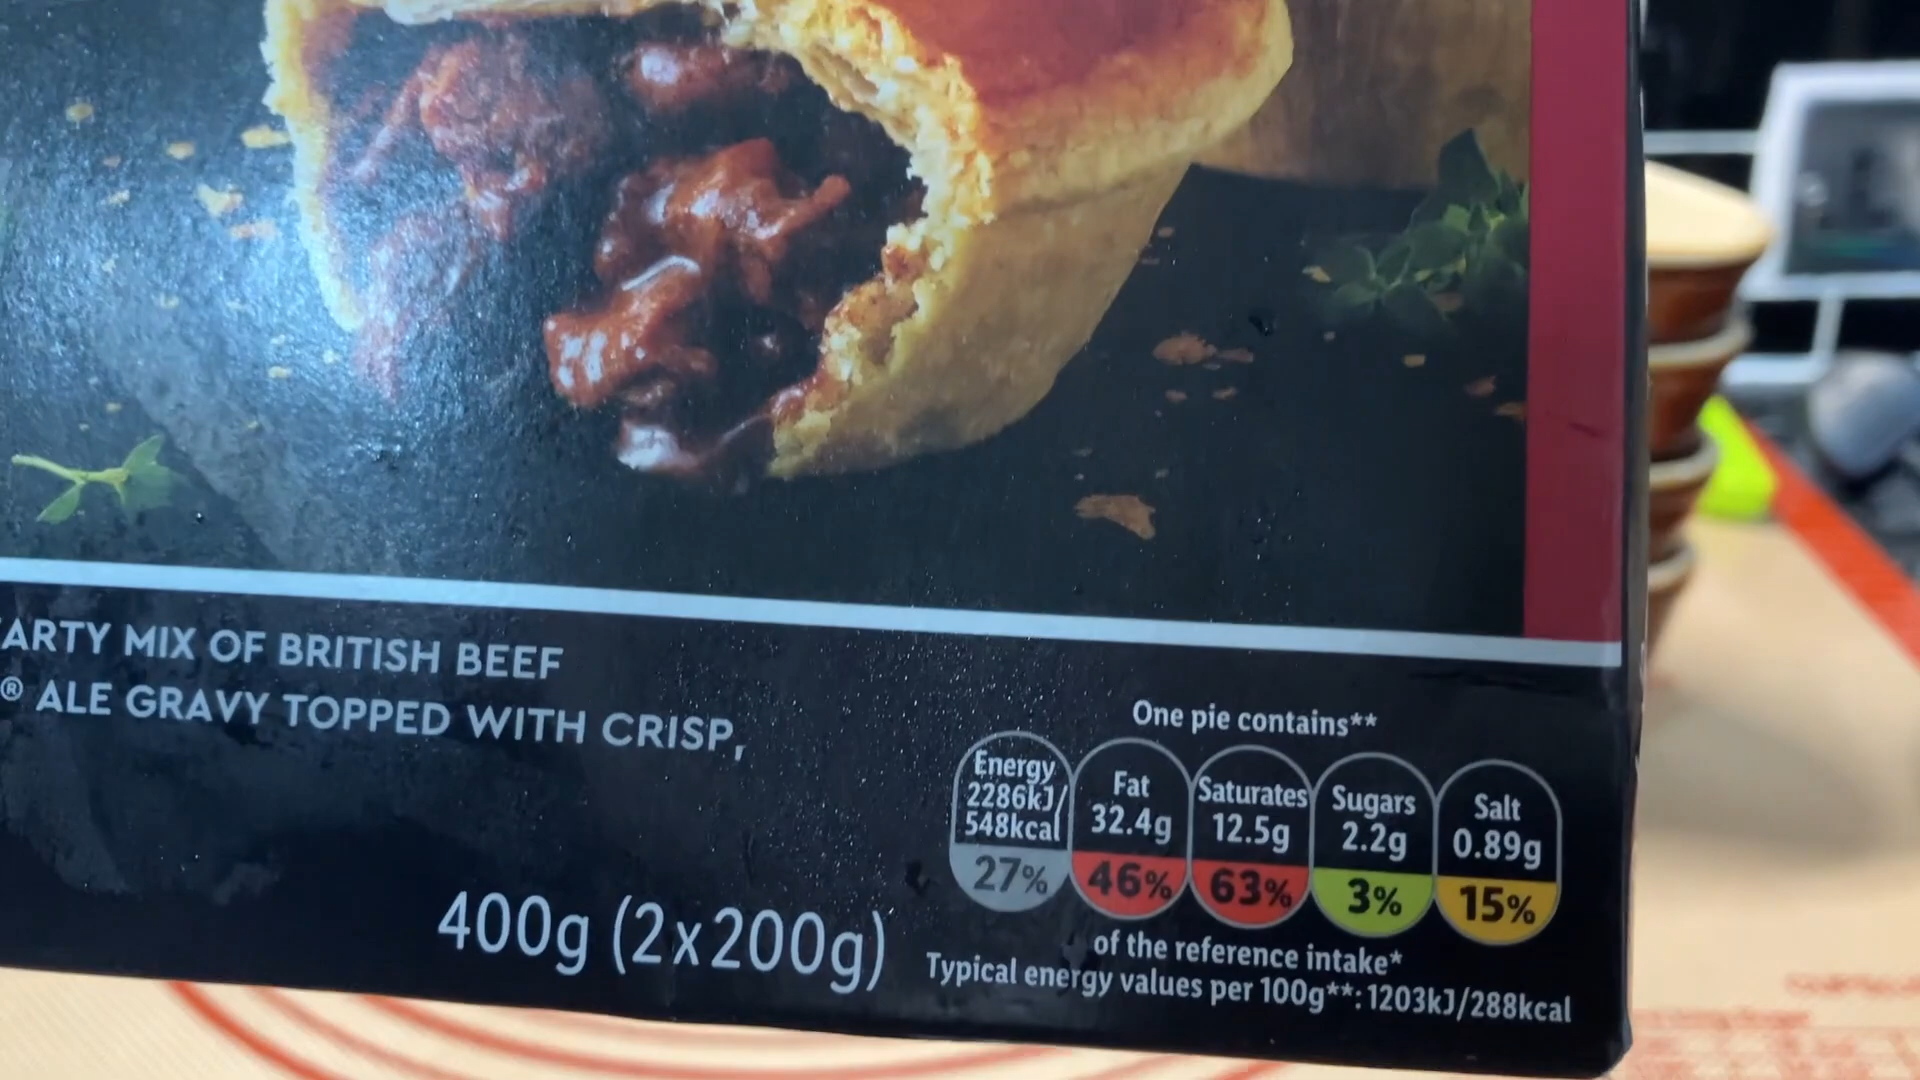 ARTY MIX OF BRITISH BEEF
® ALE GRAVY TOPPED WITH CRISP,
400g (2x200g)
One pie contains**
Energy
2286kJ/
548kcal
27%
Fat
32.4g
46%
Saturates
12.5g
63%
Sugars
2.2g
3%
Salt
0.89g
15%
of the reference intake*
Typical energy values per 100g**: 1203kJ/288kcal